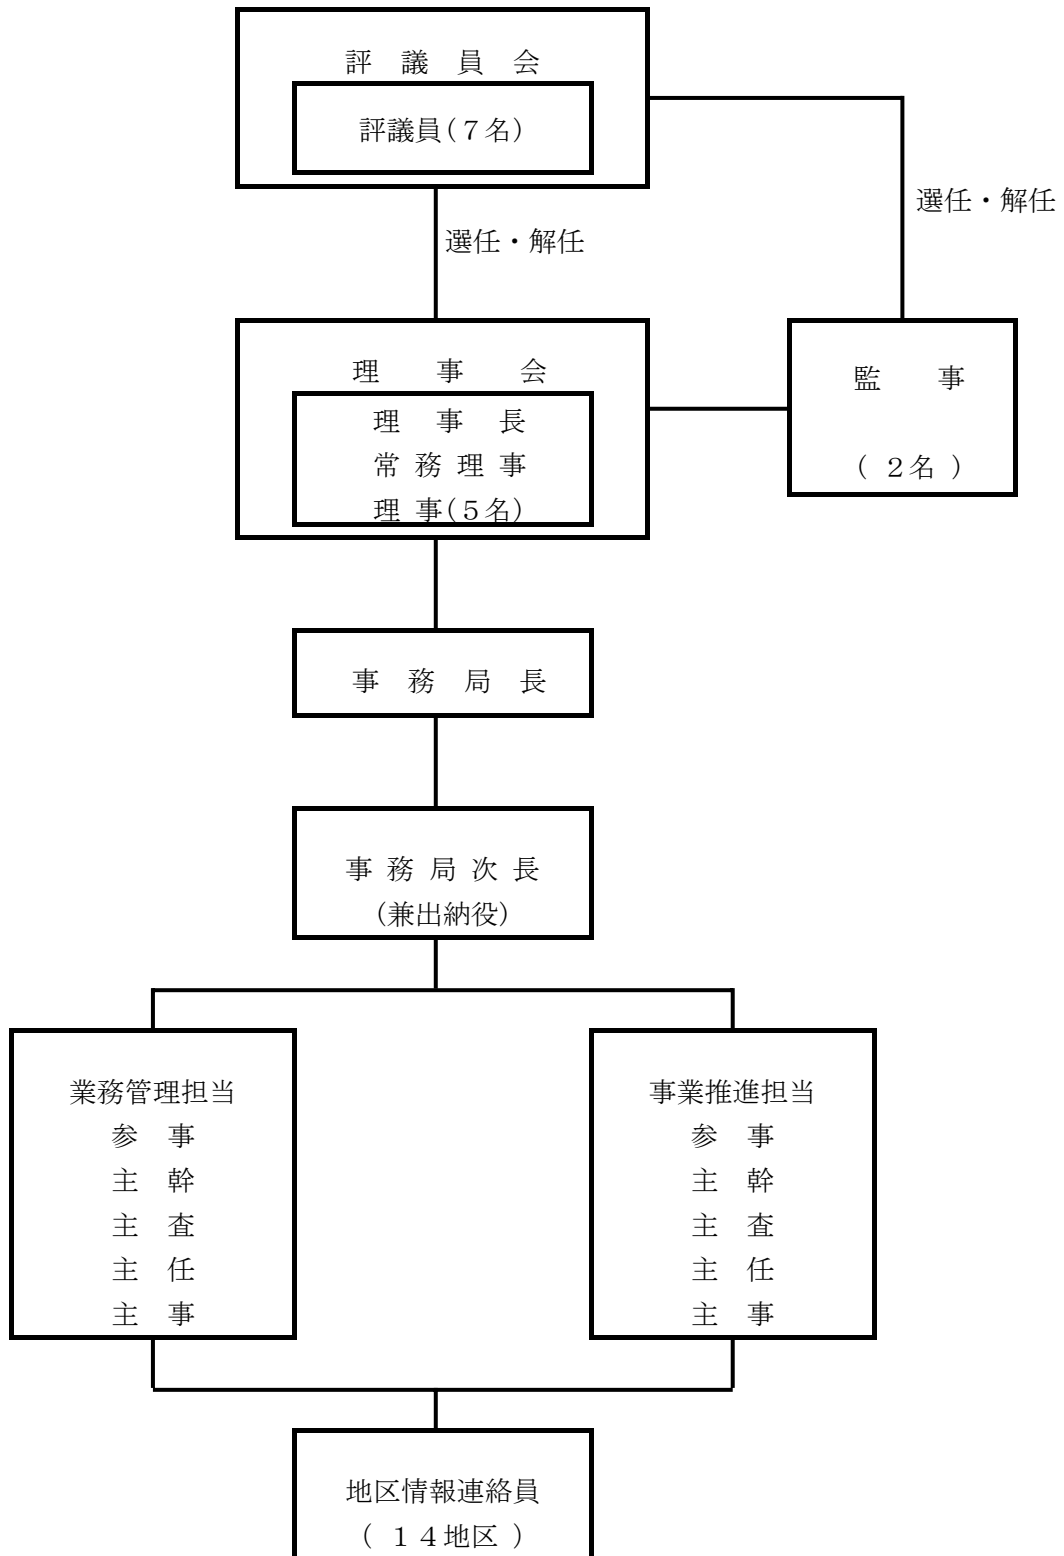 評　議　員　会
評議員(７名)
選任・解任
選任・解任
理　　事　　会
理　事　長
常 務 理 事
理 事(５名)
監　　事
( ２名 )
事　務　局　長
事 務 局 次 長
(兼出納役)
業務管理担当
参　事
主　幹
主　査
主　任
主　事
事業推進担当
参　事
主　幹
主　査
主　任
主　事
地区情報連絡員
( １４地区 )